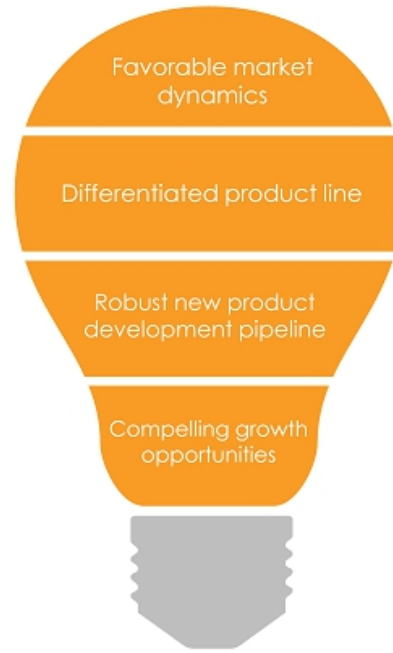 Favorable market
dynamics
Differentiated product line
Robust new product
development pipeline
Compelling growth
opportunities